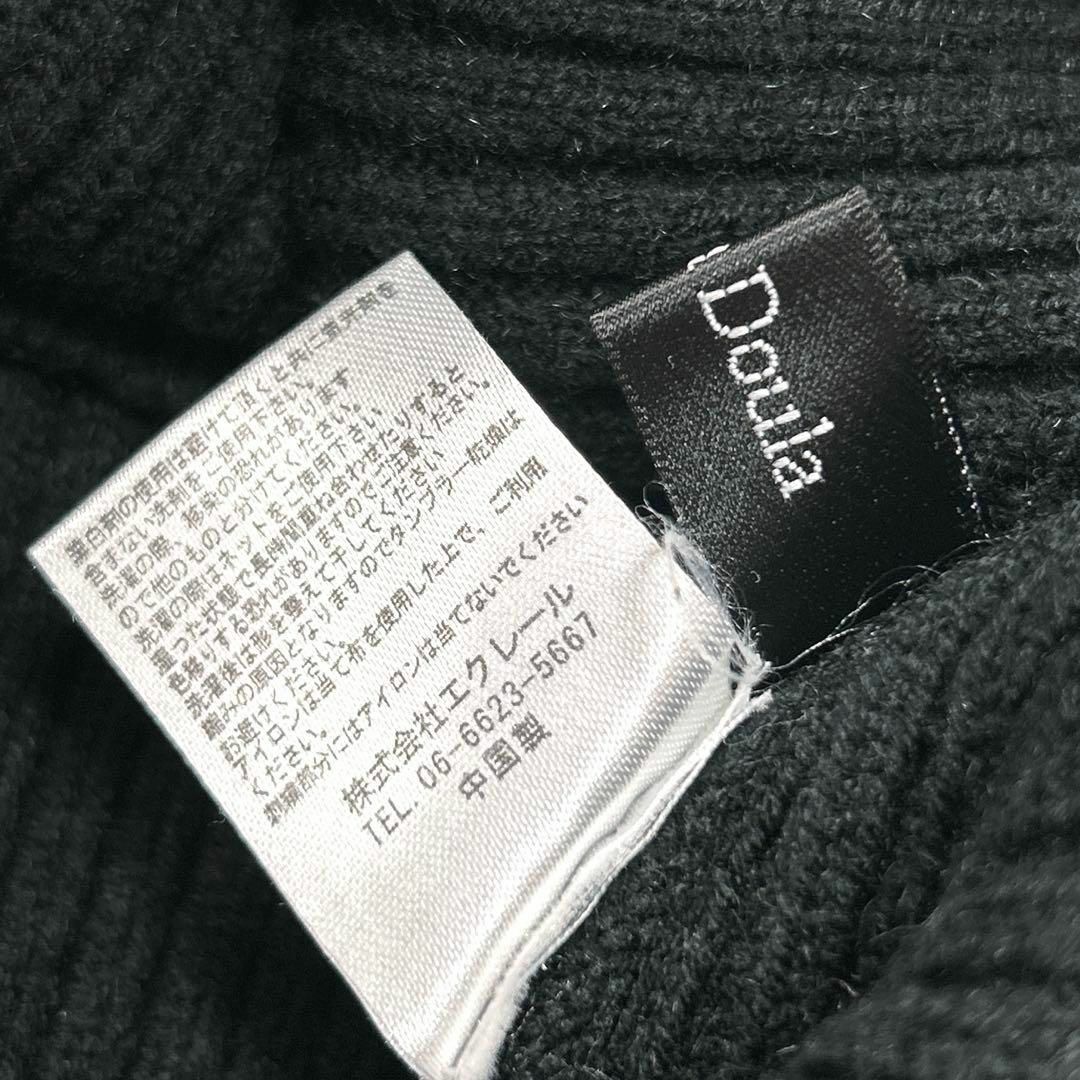 蛍白剤の使用は避けて頂くと共に蛍光剤を
含まない洗剤をご使用下さい。
洗濯の際、移染の恐れがあります
ので他のものと分けてください。
洗濯の際はネットをご使用下さい。
湿った状態で長時間重ね合わせたりすると
色移りする恐れがありますのでご注意ください。
洗濯後は形を整えて干してください
縮みの原因となりますのでタンブラー乾燥は
お避けください。
アイロンは当て布を使用した上で、ご利用
ください。
刺繍部分にはアイロンは当てないでください
株式会社エクレール
TEL. 06-6623-5667
中国製
Doula